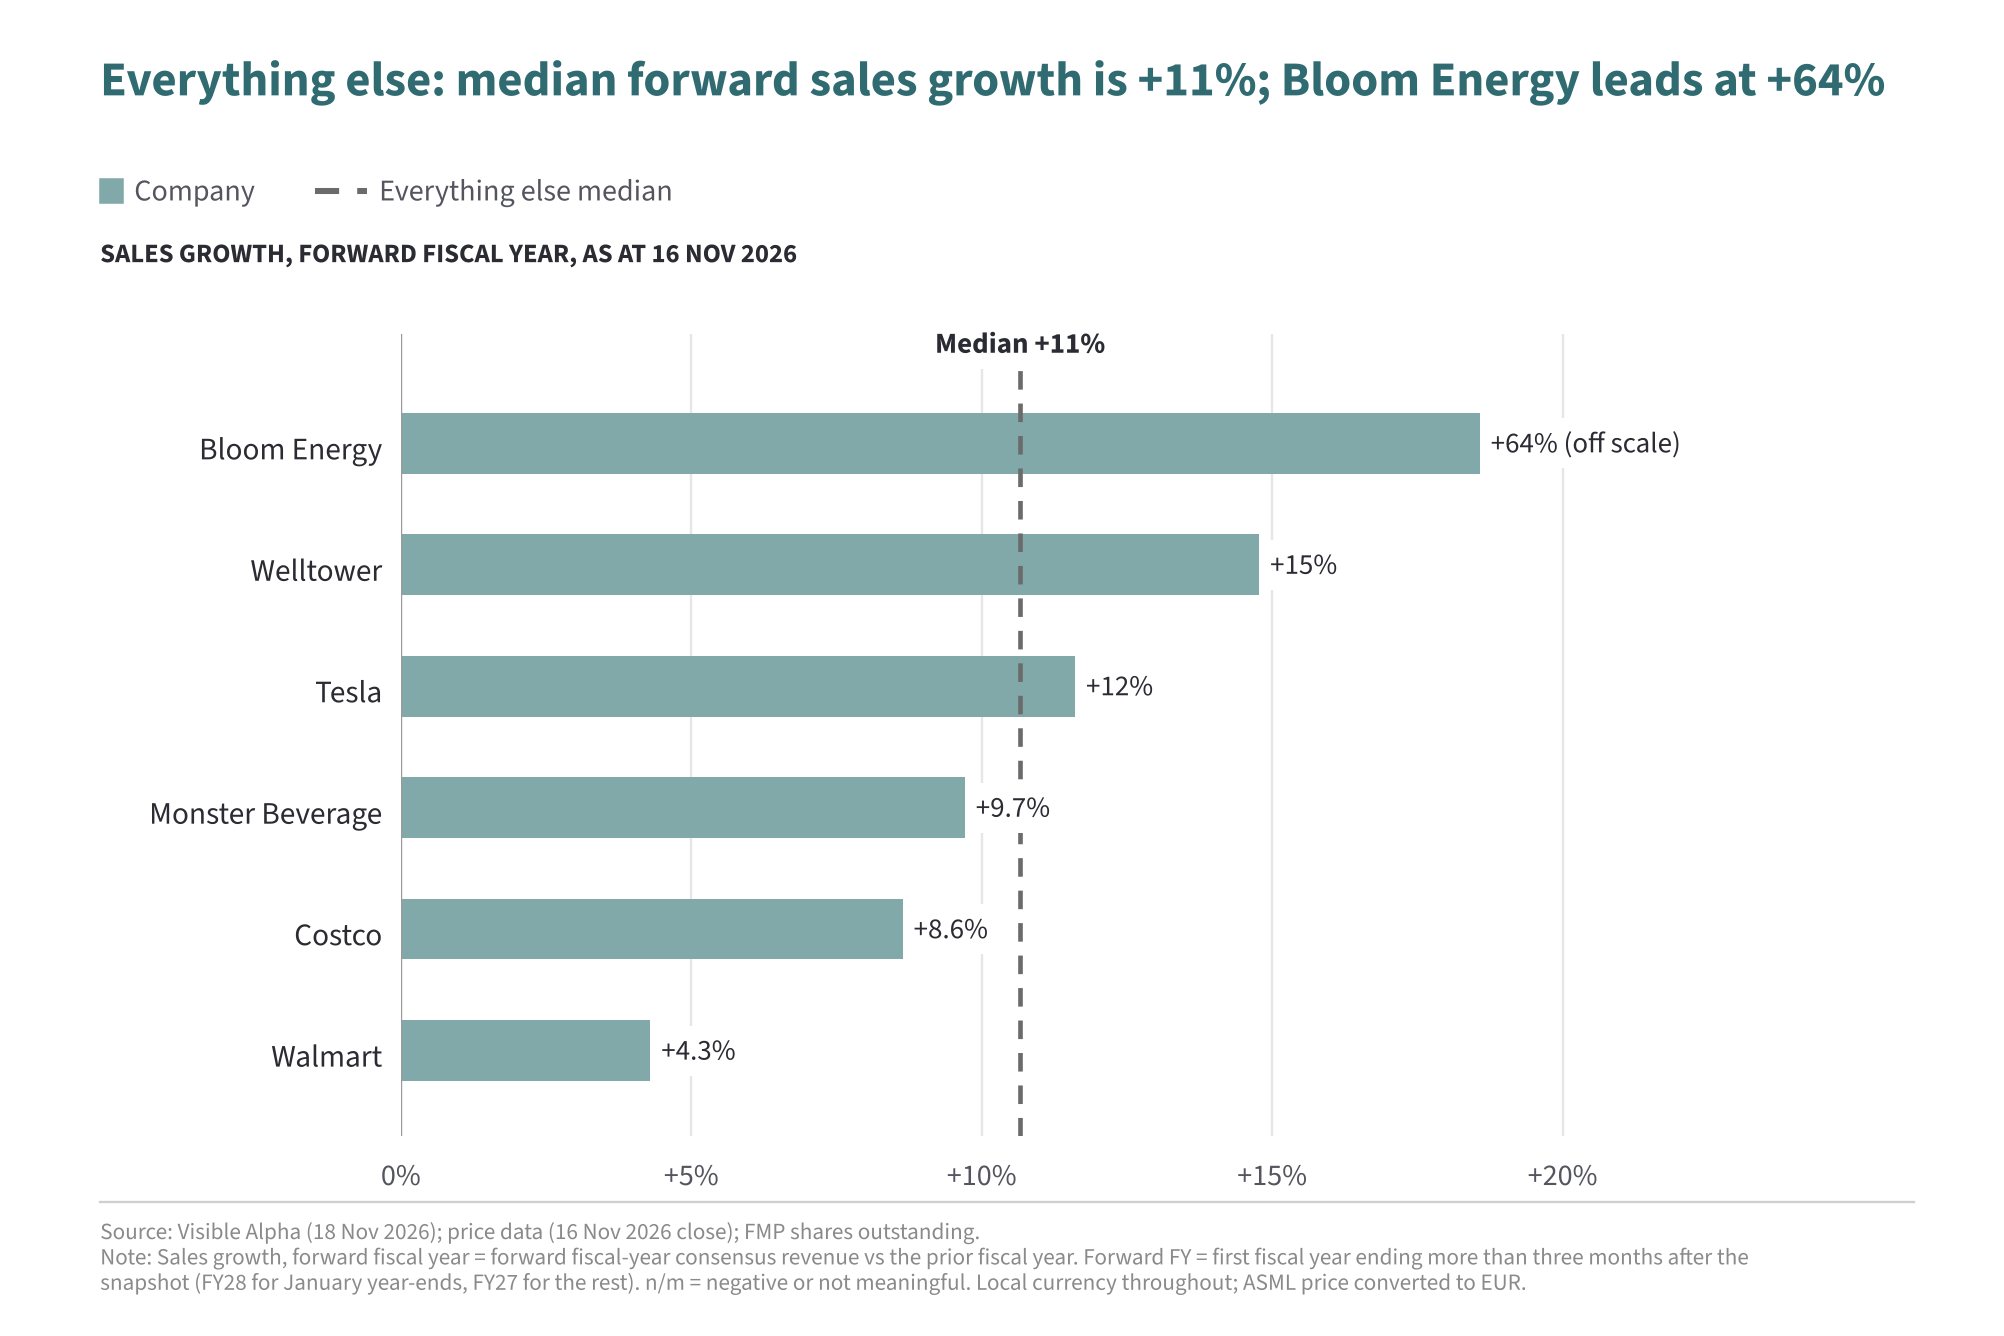 Everything else: median forward sales growth is +11%; Bloom Energy leads at +64%
Company
Everything else median
SALES GROWTH, FORWARD FISCAL YEAR, AS AT 16 NOV 2026
Median +11%
Bloom Energy
+64% (off scale)
Welltower
+15%
Tesla
+12%
Monster Beverage
+9.7%
Costco
+8.6%
Walmart
+4.3%
0%
+5%
+10%
+15%
+20%
Source: Visible Alpha (18 Nov 2026); price data (16 Nov 2026 close); FMP shares outstanding.
Note: Sales growth, forward fiscal year = forward fiscal-year consensus revenue vs the prior fiscal year. Forward FY = first fiscal year ending more than three months after the
snapshot (FY28 for January year-ends, FY27 for the rest). n/m = negative or not meaningful. Local currency throughout; ASML price converted to EUR.